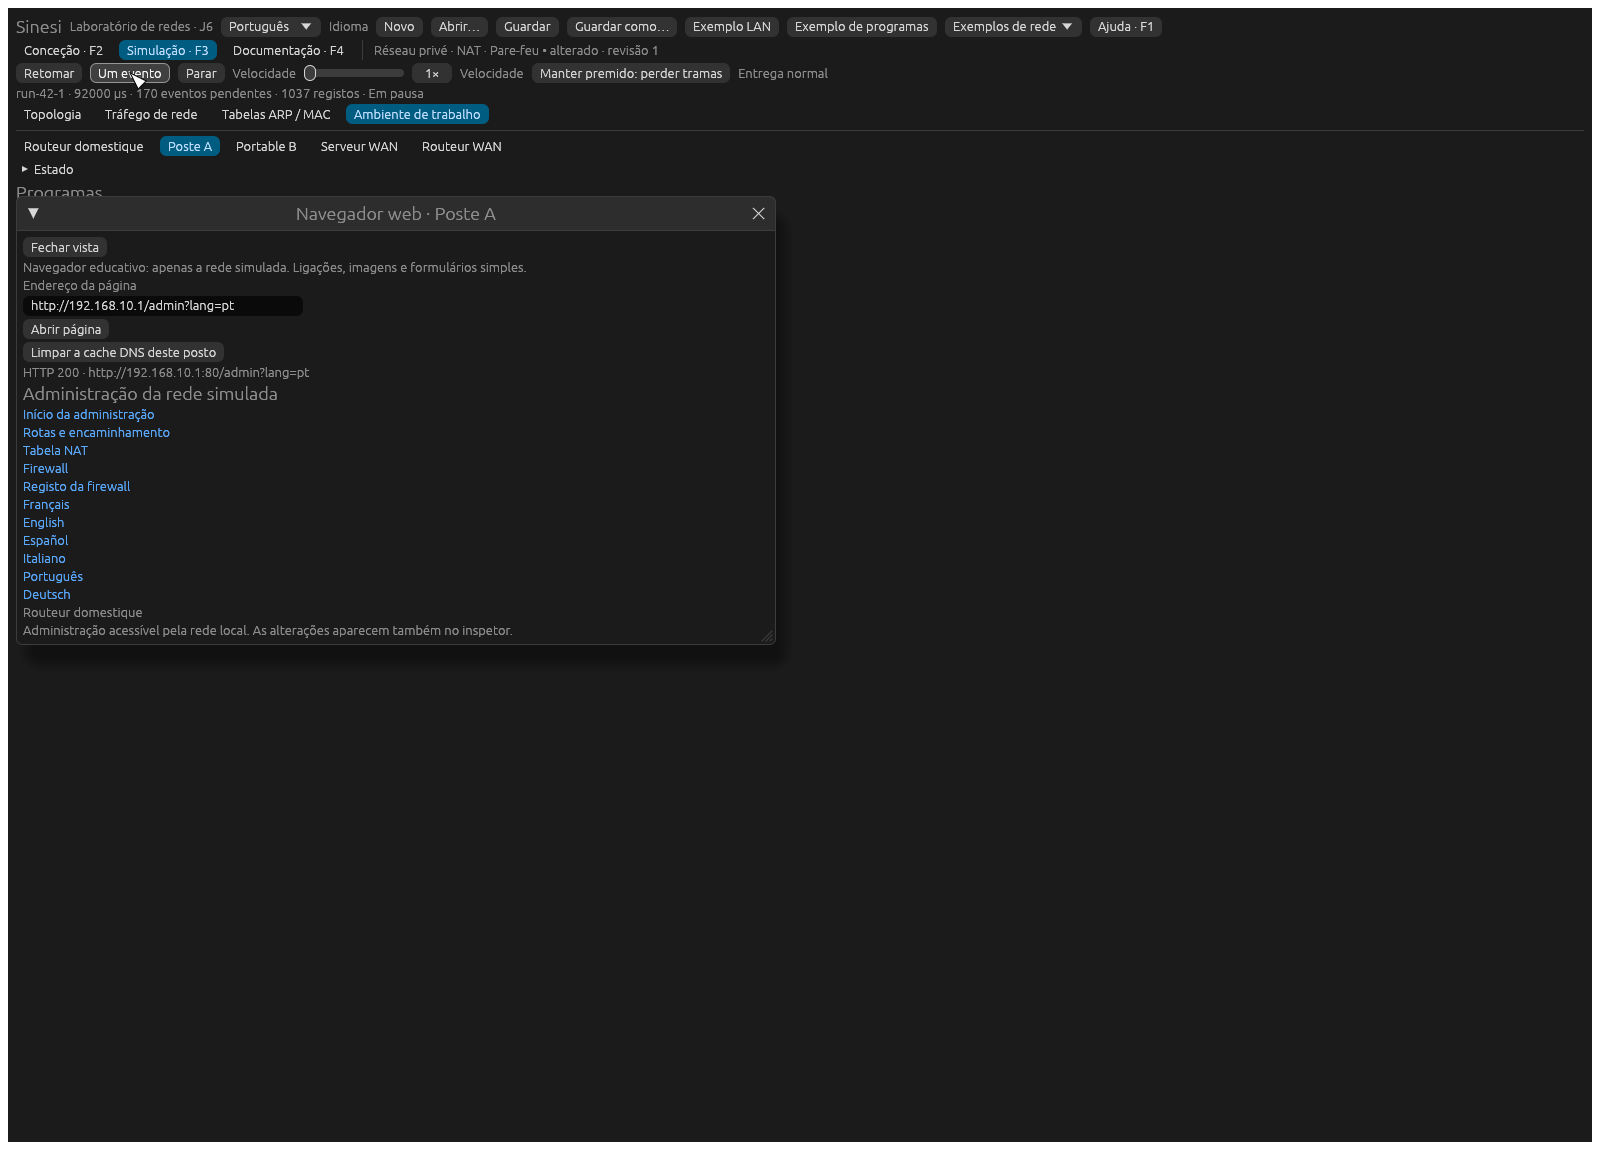 Sinesi Laboratório de redes · J6 Português Idioma Novo Abrir... Guardar Guardar como... Exemplo LAN Exemplo de programas Exemplos de rede Ajuda · F1
Conceção · F2 Simulação · F3 Documentação · F4 Réseau privé · NAT · Pare-feu • alterado · revisão 1
Retomar Um evento Parar Velocidade 1× Velocidade Manter premido: perder tramas Entrega normal
run-42-1 · 92000 µs · 170 eventos pendentes · 1037 registos · Em pausa
Topologia Tráfego de rede Tabelas ARP / MAC Ambiente de trabalho
Routeur domestique Poste A Portable B Serveur WAN Routeur WAN
Estado
Programas
Navegador web · Poste A
Fechar vista
Navegador educativo: apenas a rede simulada. Ligações, imagens e formulários simples.
Endereço da página
http://192.168.10.1/admin?lang=pt
Abrir página
Limpar a cache DNS deste posto
HTTP 200 · http://192.168.10.1:80/admin?lang=pt
Administração da rede simulada
Início da administração
Rotas e encaminhamento
Tabela NAT
Firewall
Registo da firewall
Français
English
Español
Italiano
Português
Deutsch
Routeur domestique
Administração acessível pela rede local. As alterações aparecem também no inspetor.